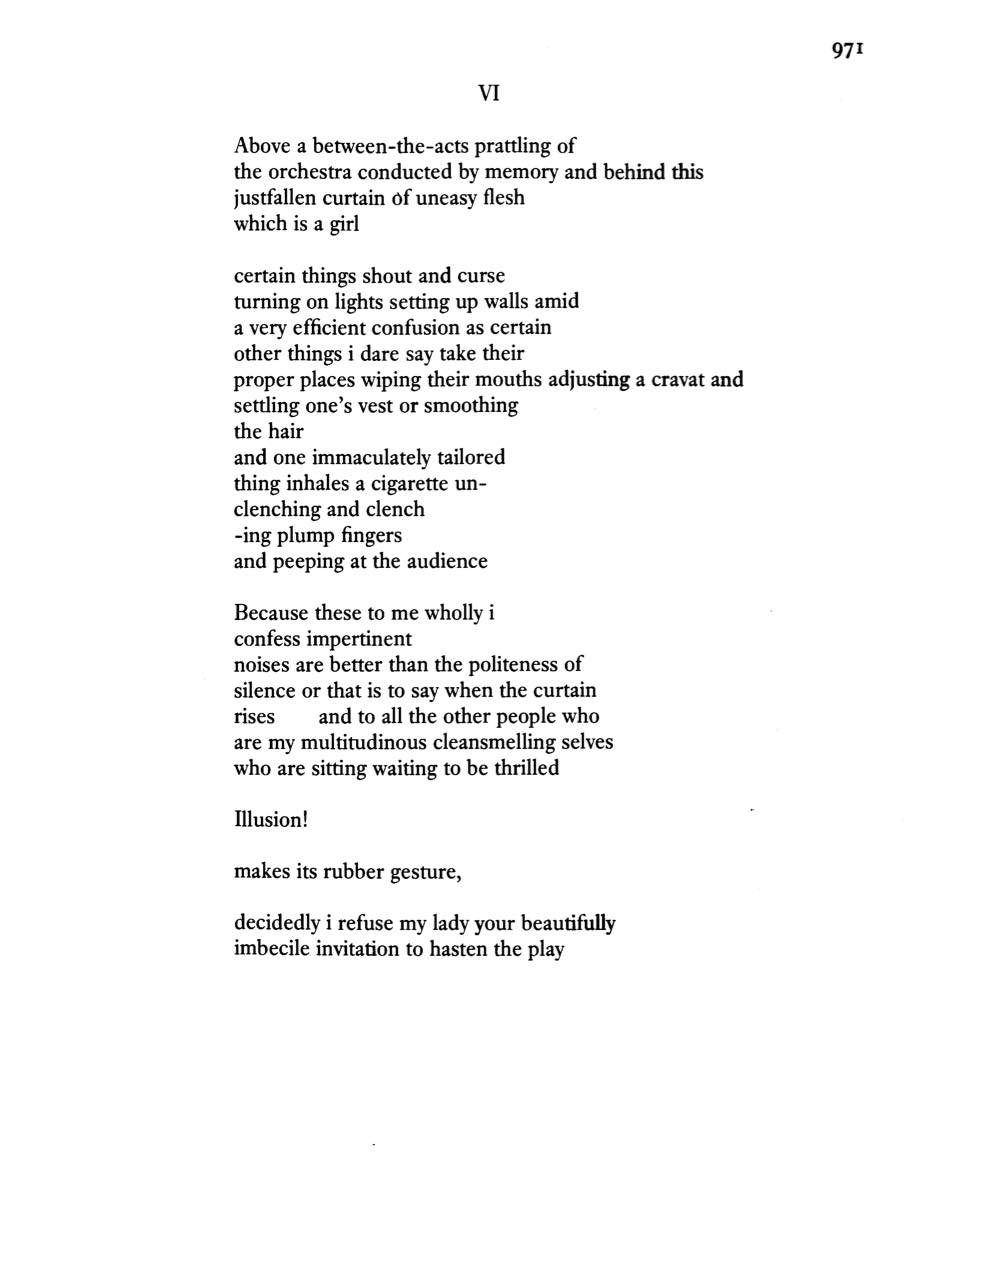 971
VI
Above a between-the-acts prattling of
the orchestra conducted by memory and behind this
justfallen curtain of uneasy flesh
which is a girl
certain things shout and curse
turning on lights setting up walls amid
a very efficient confusion as certain
other things i dare say take their
proper places wiping their mouths adjusting a cravat and
settling one's vest or smoothing
the hair
and one immaculately tailored
thing inhales a cigarette un-
clenching and clench
-ing plump fingers
and peeping at the audience
Because these to me wholly i
confess impertinent
noises are better than the politeness of
silence or that is to say when the curtain
rises      and to all the other people who
are my multitudinous cleansmelling selves
who are sitting waiting to be thrilled
Illusion!
makes its rubber gesture,
decidedly i refuse my lady your beautifully
imbecile invitation to hasten the play